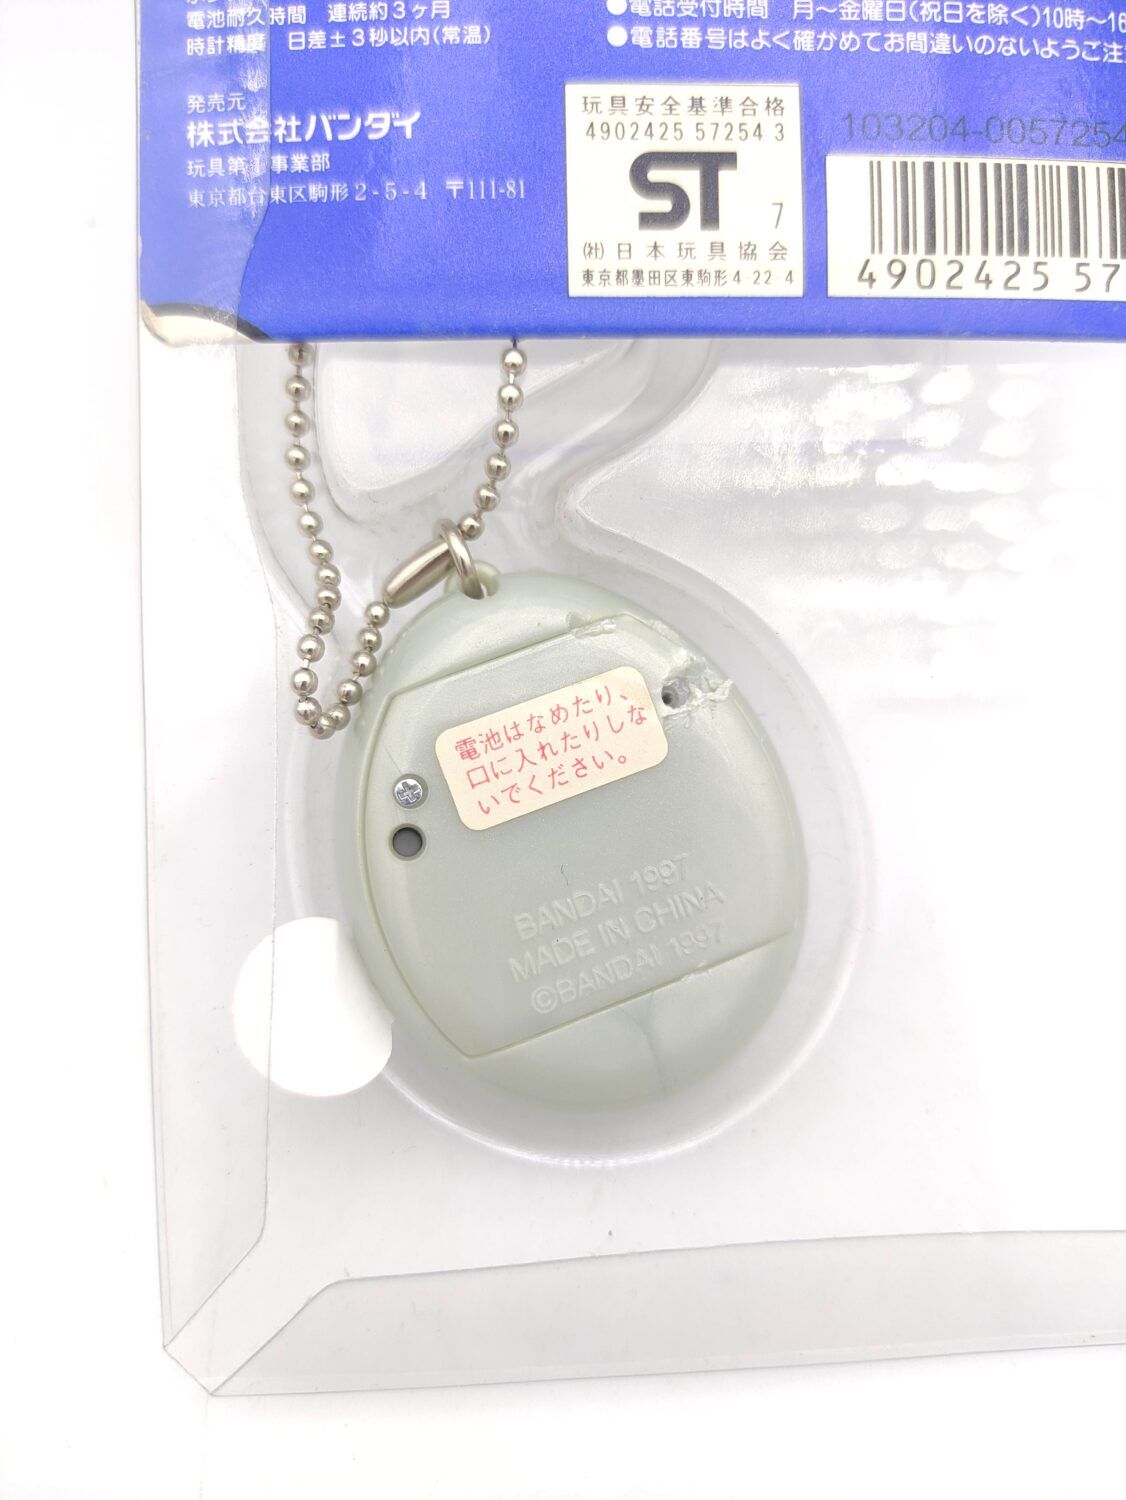 電池耐久時間 連続約3ヶ月
時計精度 日差±3秒以内(常温)
発売元
株式会社バンダイ
玩具第1事業部
東京都台東区駒形2-5-4 〒111-81
●電話受付時間 月〜金曜日(祝日を除く)10時〜16
●電話番号はよく確かめてお間違いのないようご注
玩具安全基準合格
4902425 57254 3
ST 7
(社)日本玩具協会
東京都墨田区東駒形4-22-4
103204-0057254
4902425 57
電池はなめたり、
口に入れたりしな
いでください。
BANDAI 1997
MADE IN CHINA
©BANDAI 1997